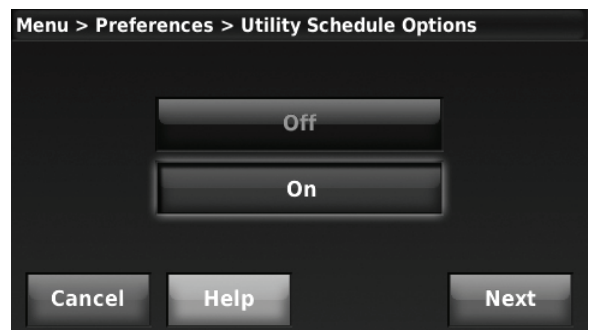 Menu > Preferences > Utility Schedule Options
Off
On
Cancel Help Next